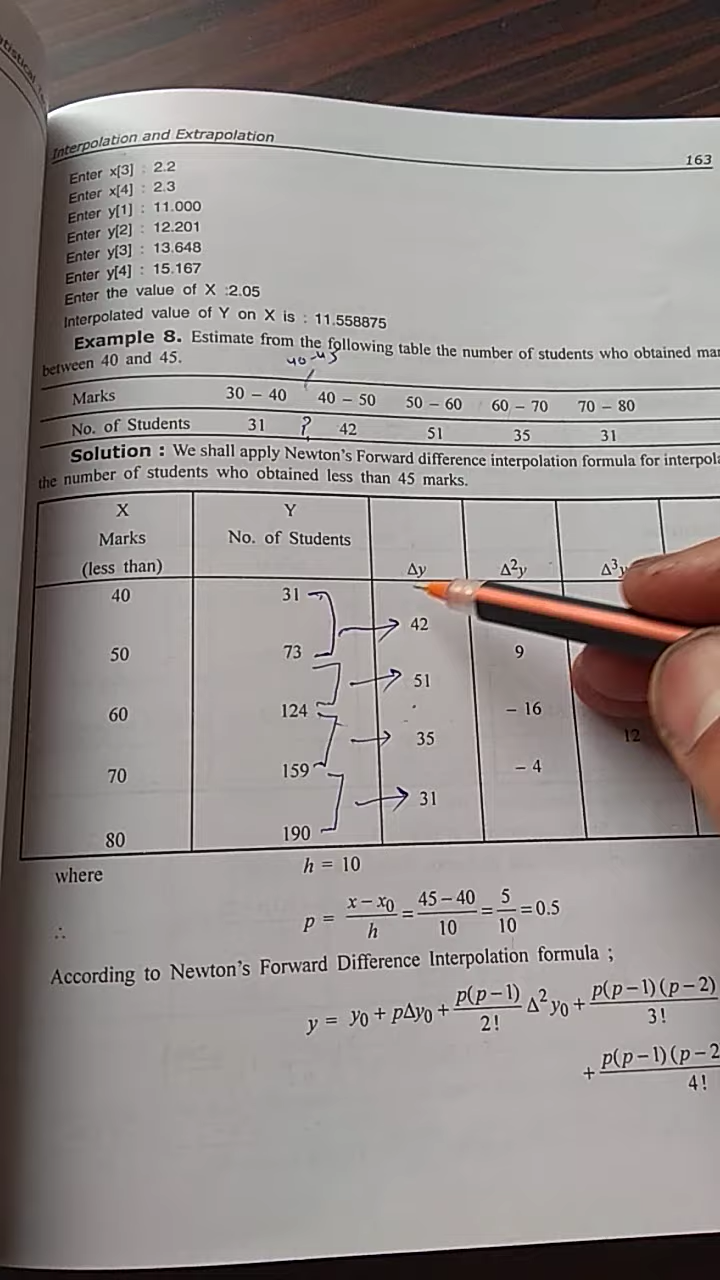 Interpolation and Extrapolation 163
Enter x[3] : 2.2
Enter x[4] : 2.3
Enter y[1] : 11.000
Enter y[2] : 12.201
Enter y[3] : 13.648
Enter y[4] : 15.167
Enter the value of X :2.05
Interpolated value of Y on X is : 11.558875
Example 8. Estimate from the following table the number of students who obtained
between 40 and 45.
40-45
Marks 30 – 40 40 – 50 50 – 60 60 – 70 70 – 80
No. of Students 31 ? 42 51 35 31
Solution : We shall apply Newton's Forward difference interpolation formula for
the number of students who obtained less than 45 marks.
X Y
Marks No. of Students
(less than) Δy Δ²y Δ³y
40 31
42
50 73 9
51
60 124 – 16
35 12
70 159 – 4
31
80 190
where h = 10
∴ p = (x – x₀)/h = (45 – 40)/10 = 5/10 = 0.5
According to Newton's Forward Difference Interpolation formula ;
y = y₀ + pΔy₀ + p(p – 1)/2! Δ²y₀ + p(p – 1)(p – 2)/3!
+ p(p – 1)(p – 2/4!